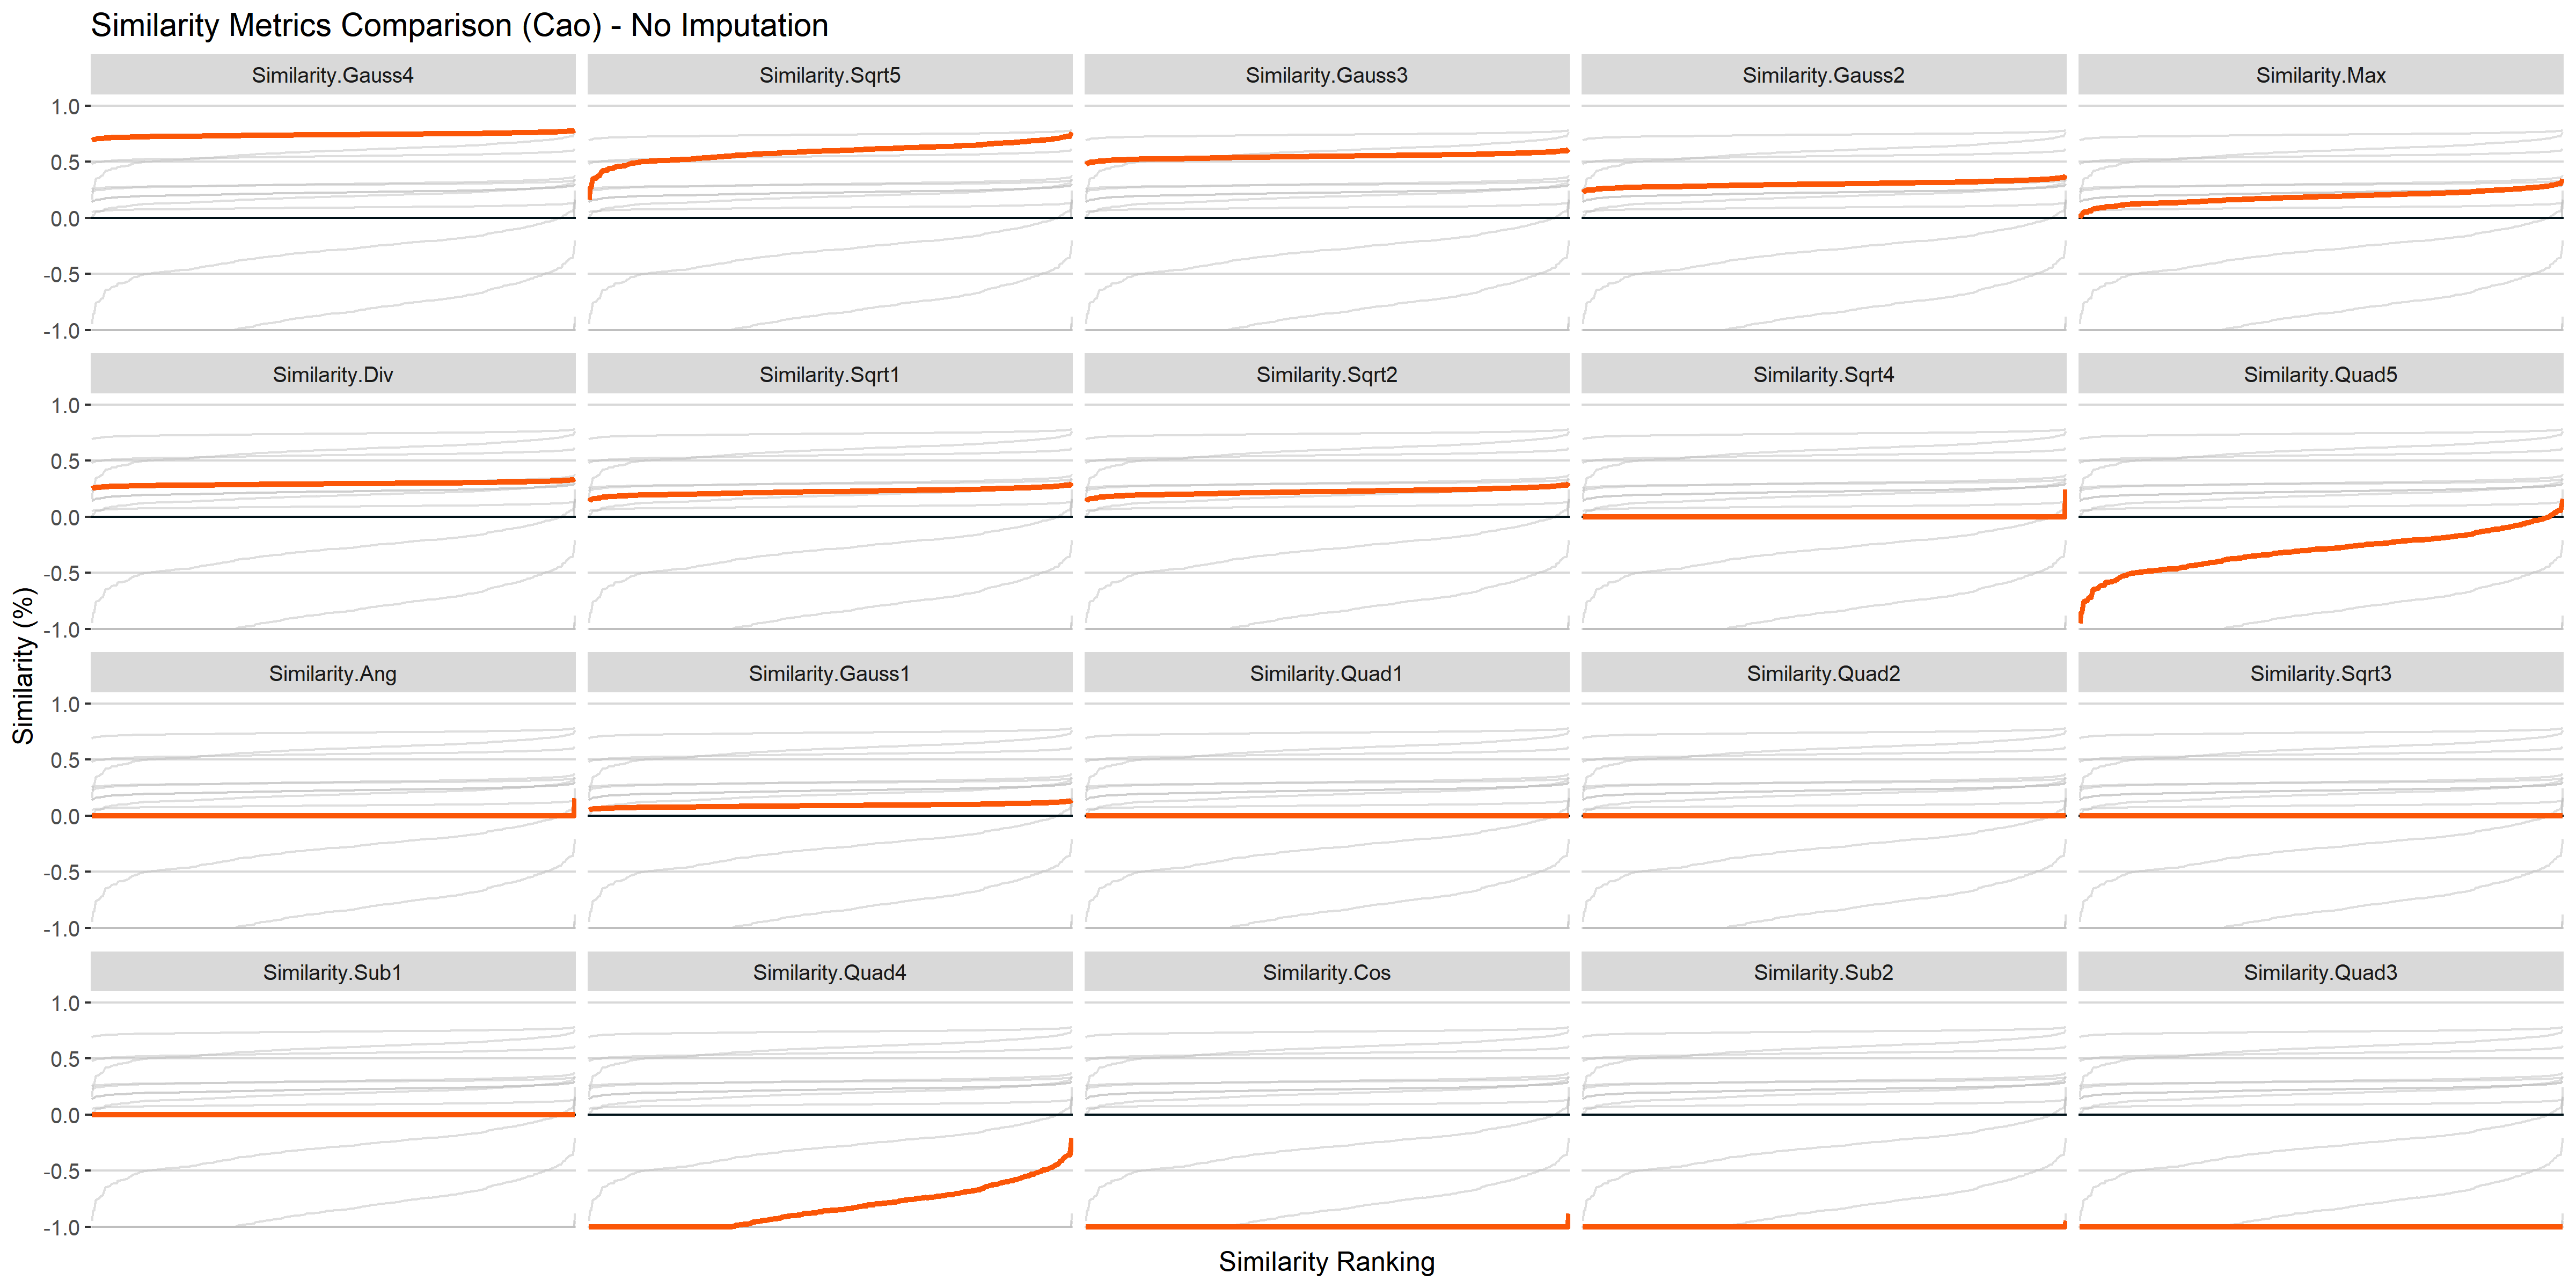 Similarity Metrics Comparison (Cao) - No Imputation
Similarity.Gauss4
Similarity.Sqrt5
Similarity.Gauss3
Similarity.Gauss2
Similarity.Max
1.0
0.5
0.0
-0.5
-1.0
Similarity.Div
Similarity.Sqrt1
Similarity.Sqrt2
Similarity.Sqrt4
Similarity.Quad5
1.0
0.5
0.0
-0.5
-1.0
Similarity (%)
Similarity.Ang
Similarity.Gauss1
Similarity.Quad1
Similarity.Quad2
Similarity.Sqrt3
1.0
0.5
0.0
-0.5
-1.0
Similarity.Sub1
Similarity.Quad4
Similarity.Cos
Similarity.Sub2
Similarity.Quad3
1.0
0.5
0.0
-0.5
-1.0
Similarity Ranking